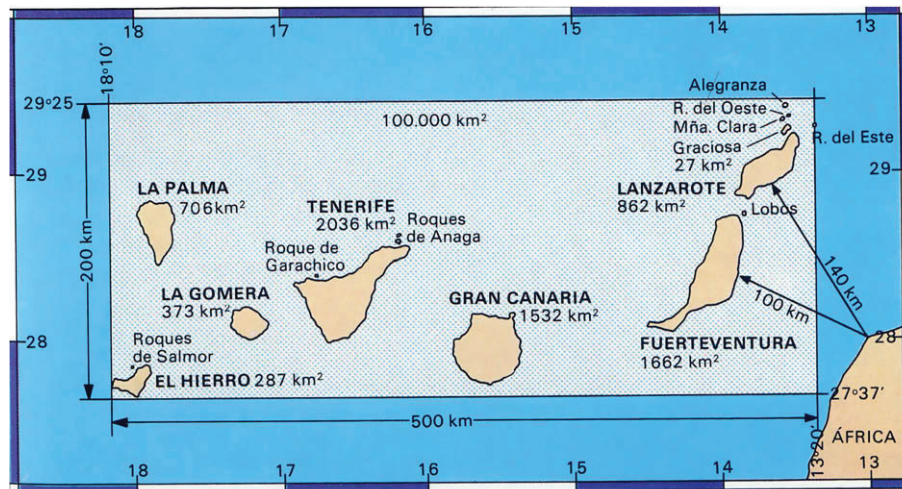 18
17
16
15
14
13
18°10'
29°25
100.000 km²
Alegranza
R. del Oeste
Mña. Clara
R. del Este
Graciosa
27 km²
29
29
LA PALMA
706 km²
TENERIFE
2036 km²
LANZAROTE
862 km²
Lobos
Roques
de Anaga
Roque de
Garachico
200 km
140 km
100 km
LA GOMERA
373 km²
GRAN CANARIA
1532 km²
28
28
FUERTEVENTURA
1662 km²
Roques
de Salmor
EL HIERRO 287 km²
27°37'
500 km
13°20'
ÁFRICA
18
17
16
15
14
13